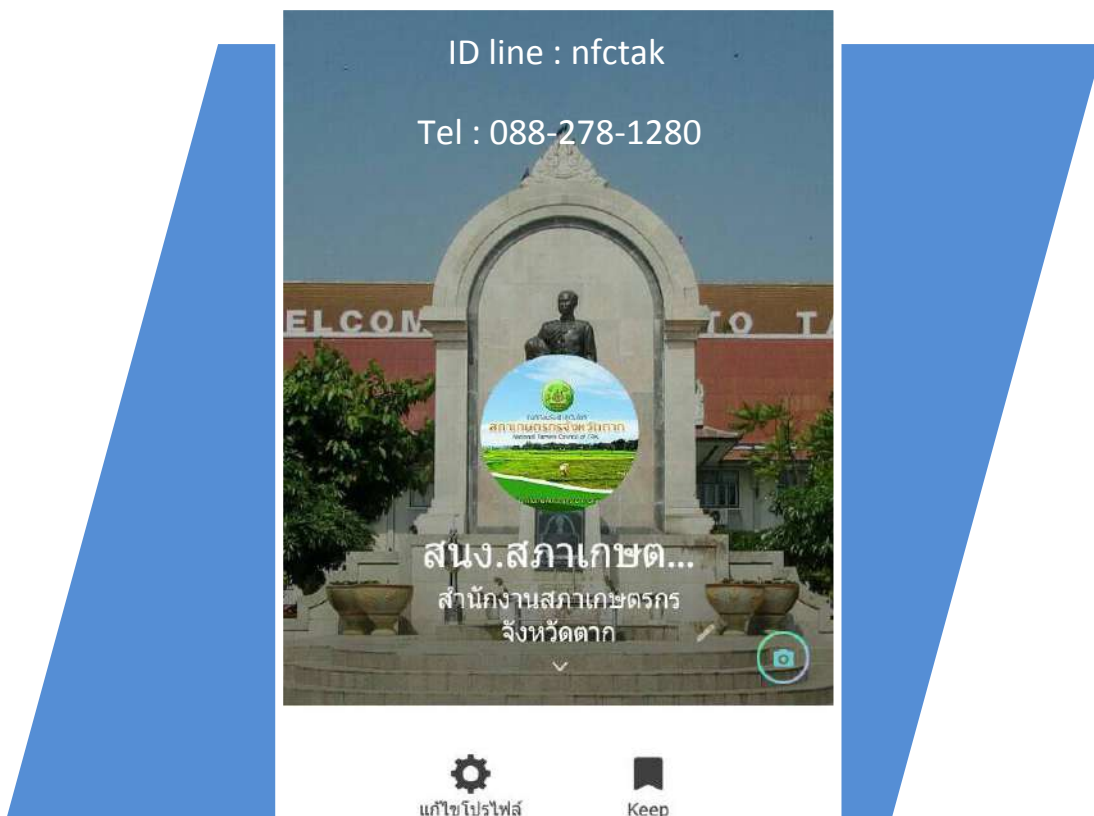 ID line : nfctak
Tel : 088-278-1280
ELCOM TO TA
สภาเกษตรกรจังหวัดตาก
สนง.สภาเกษต...
สำนักงานสภาเกษตรกร
จังหวัดตาก
แก้ไขโปรไฟล์ Keep